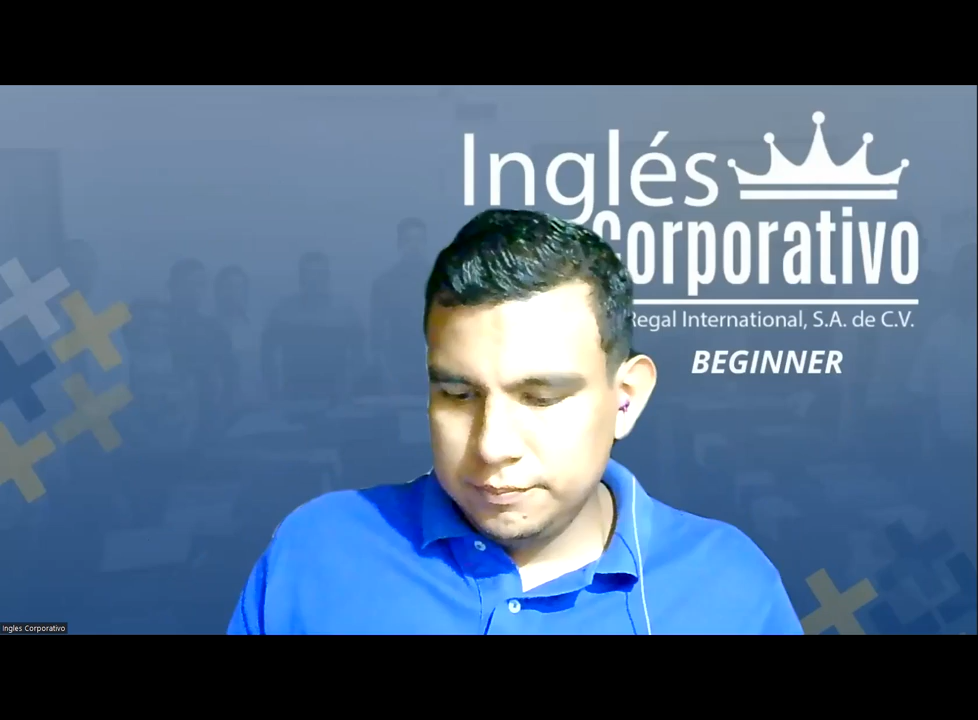 Inglés
Corporativo
Regal International, S.A. de C.V.
BEGINNER
Ingles Corporativo